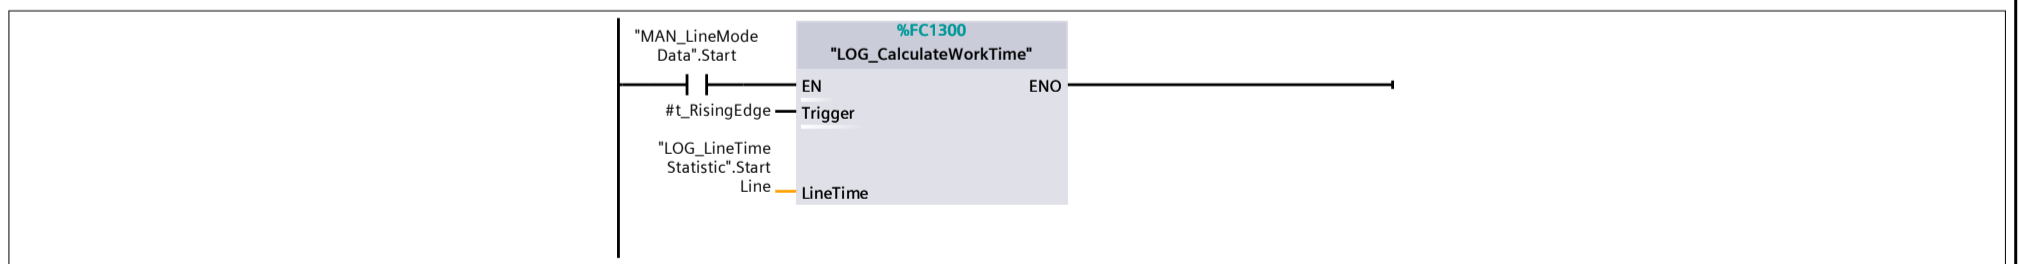 "MAN_LineMode
Data".Start
%FC1300
"LOG_CalculateWorkTime"
EN
ENO
#t_RisingEdge
Trigger
"LOG_LineTime
Statistic".Start
Line
LineTime